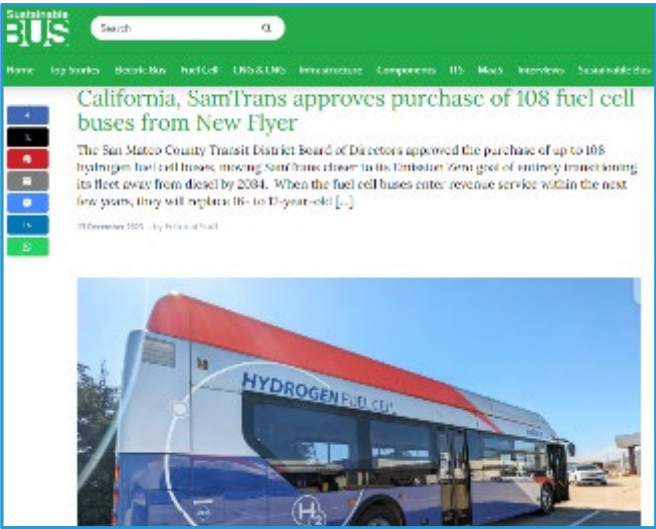 Sustainable
BUS
Search
Home Top Stories Electric Bus Fuel Cell CNG & LNG Infrastructure Components ITS MaaS Interviews Sustainable Bus
California, SamTrans approves purchase of 108 fuel cell
buses from New Flyer
The San Mateo County Transit District Board of Directors approved the purchase of up to 108
hydrogen fuel cell buses, moving SamTrans closer to its Emission Zero goal of entirely transitioning
its fleet away from diesel by 2034. When the fuel cell buses enter revenue service within the next
few years, they will replace 16- to 17-year-old [...]
December by Editorial Staff
HYDROGEN FUEL CELL
H2